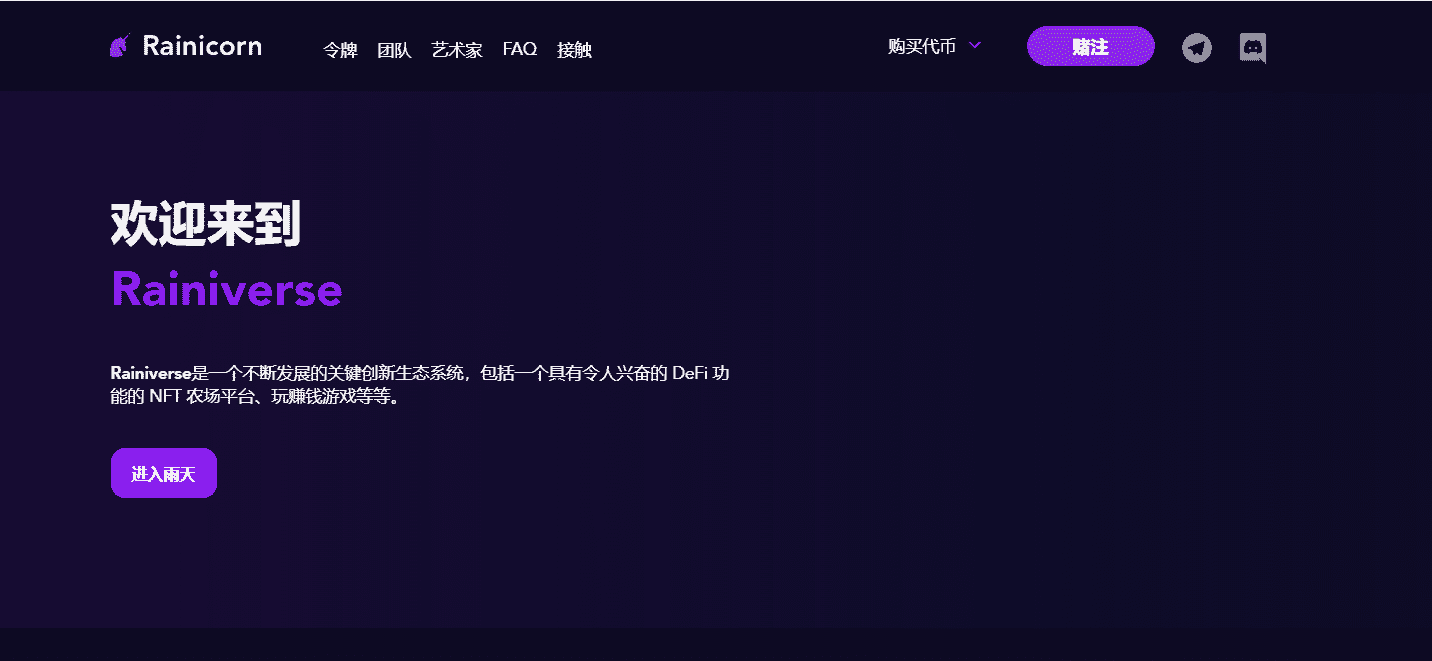 Rainicorn 令牌 团队 艺术家 FAQ 接触 购买代币 赌注
欢迎来到
Rainiverse
Rainiverse是一个不断发展的关键创新生态系统，包括一个具有令人兴奋的 DeFi 功
能的 NFT 农场平台、玩赚钱游戏等等。
进入雨天